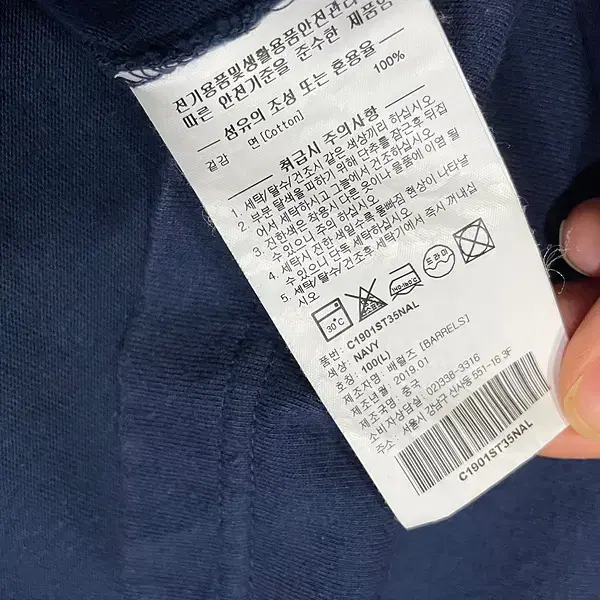 전기용품및생활용품안전관리
따른 안전기준을 준수한 제품임
섬유의 조성 또는 혼용율
겉감 면[Cotton] 100%
취급시 주의사항
1. 세탁/탈수/건조시 같은 색상끼리 하십시오
2. 부분 탈색을 피하기 위해 단추를 잠그후 뒤집
어서 세탁하시고 그늘에서 건조하십시오
3. 진한색은 착용시 다른 옷이나 물품에 이염 될
수 있으니 주의 하십시오
4. 세탁시 진한 색일수록 물빠짐 현상이 나타날
수 있으니 단독 세탁하십시오
5. 세탁/탈수/건조후 세탁기에서 즉시 꺼내십
시오
30℃
드라이
품번: C1901ST35NAL
색상: NAVY
호칭: 100(L)
제조자명: 배럴즈 [BARRELS]
제조년월: 2019.01
제조국명: 중국
소비자상담실: 02)338-3316
주소: 서울시 강남구 신사동 551-16 3F
C1901ST35NAL